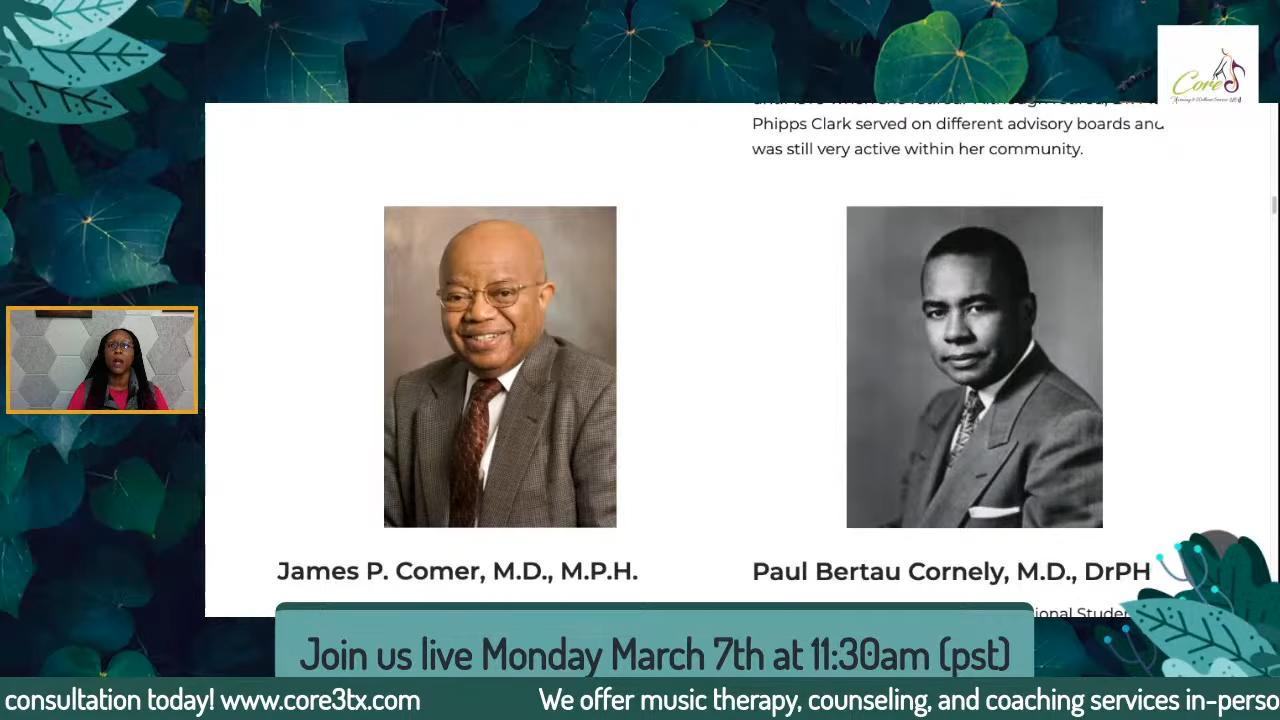 Core
Phipps Clark served on different advisory boards and
was still very active within her community.
James P. Comer, M.D., M.P.H.
Paul Bertau Cornely, M.D., DrPH
Join us live Monday March 7th at 11:30am (pst)
consultation today! www.core3tx.com We offer music therapy, counseling, and coaching services in-perso